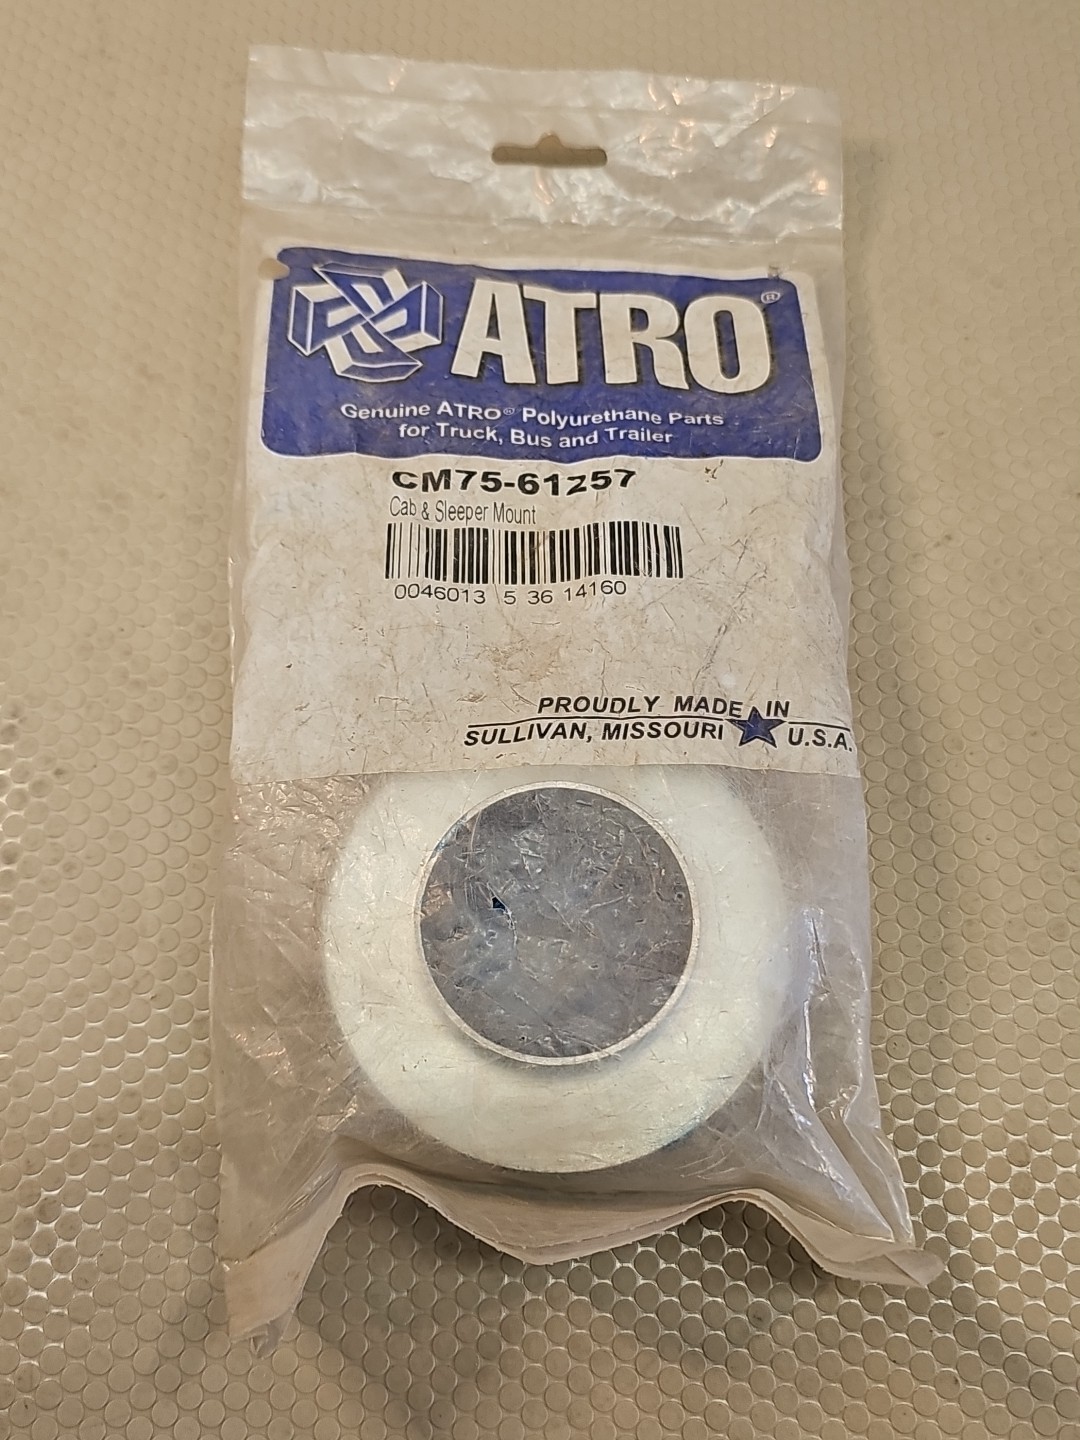 ATRO®
Genuine ATRO® Polyurethane Parts
for Truck, Bus and Trailer
CM75-61257
Cab & Sleeper Mount
0046013 5 36 14160
PROUDLY MADE IN
SULLIVAN, MISSOURI U.S.A.